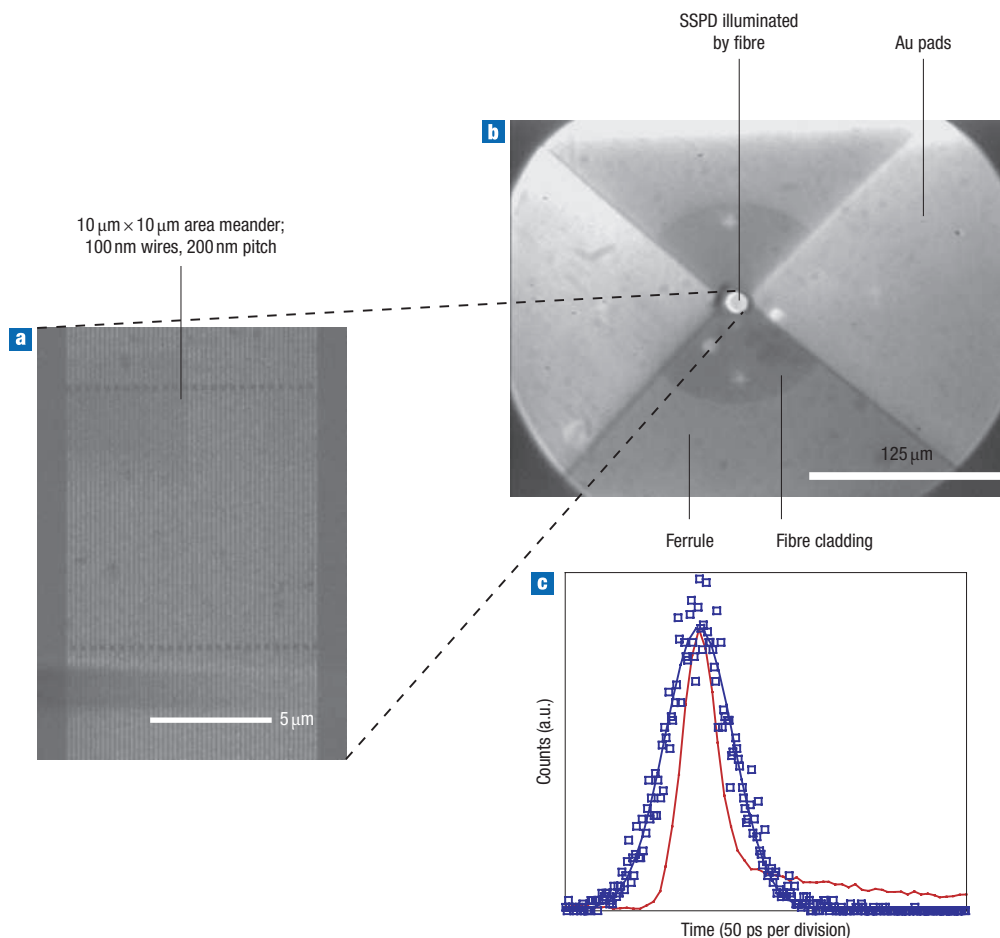 SSPD illuminated
by fibre
Au pads
b
10 μm × 10 μm area meander;
100 nm wires, 200 nm pitch
a
125 μm
Ferrule
Fibre cladding
5 μm
c
Counts (a.u.)
Time (50 ps per division)